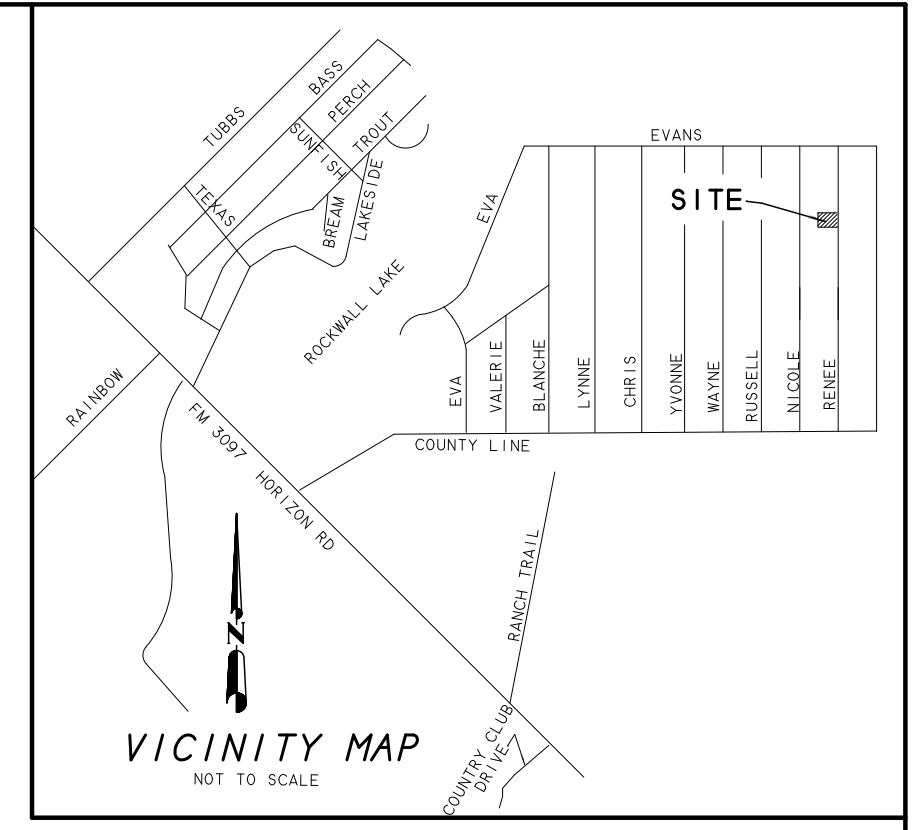 BASS
TUBBS
PERCH
SUNFISH
TROUT
TEXAS
BREAM
LAKESIDE
EVANS
SITE
EVA
ROCKWALL LAKE
RAINBOW
EVA
VALERIE
BLANCHE
LYNNE
CHRIS
YVONNE
WAYNE
RUSSELL
NICOLE
RENEE
COUNTY LINE
FM 3097 HORIZON RD
RANCH TRAIL
N
VICINITY MAP
NOT TO SCALE
COUNTRY CLUB
DRIVE